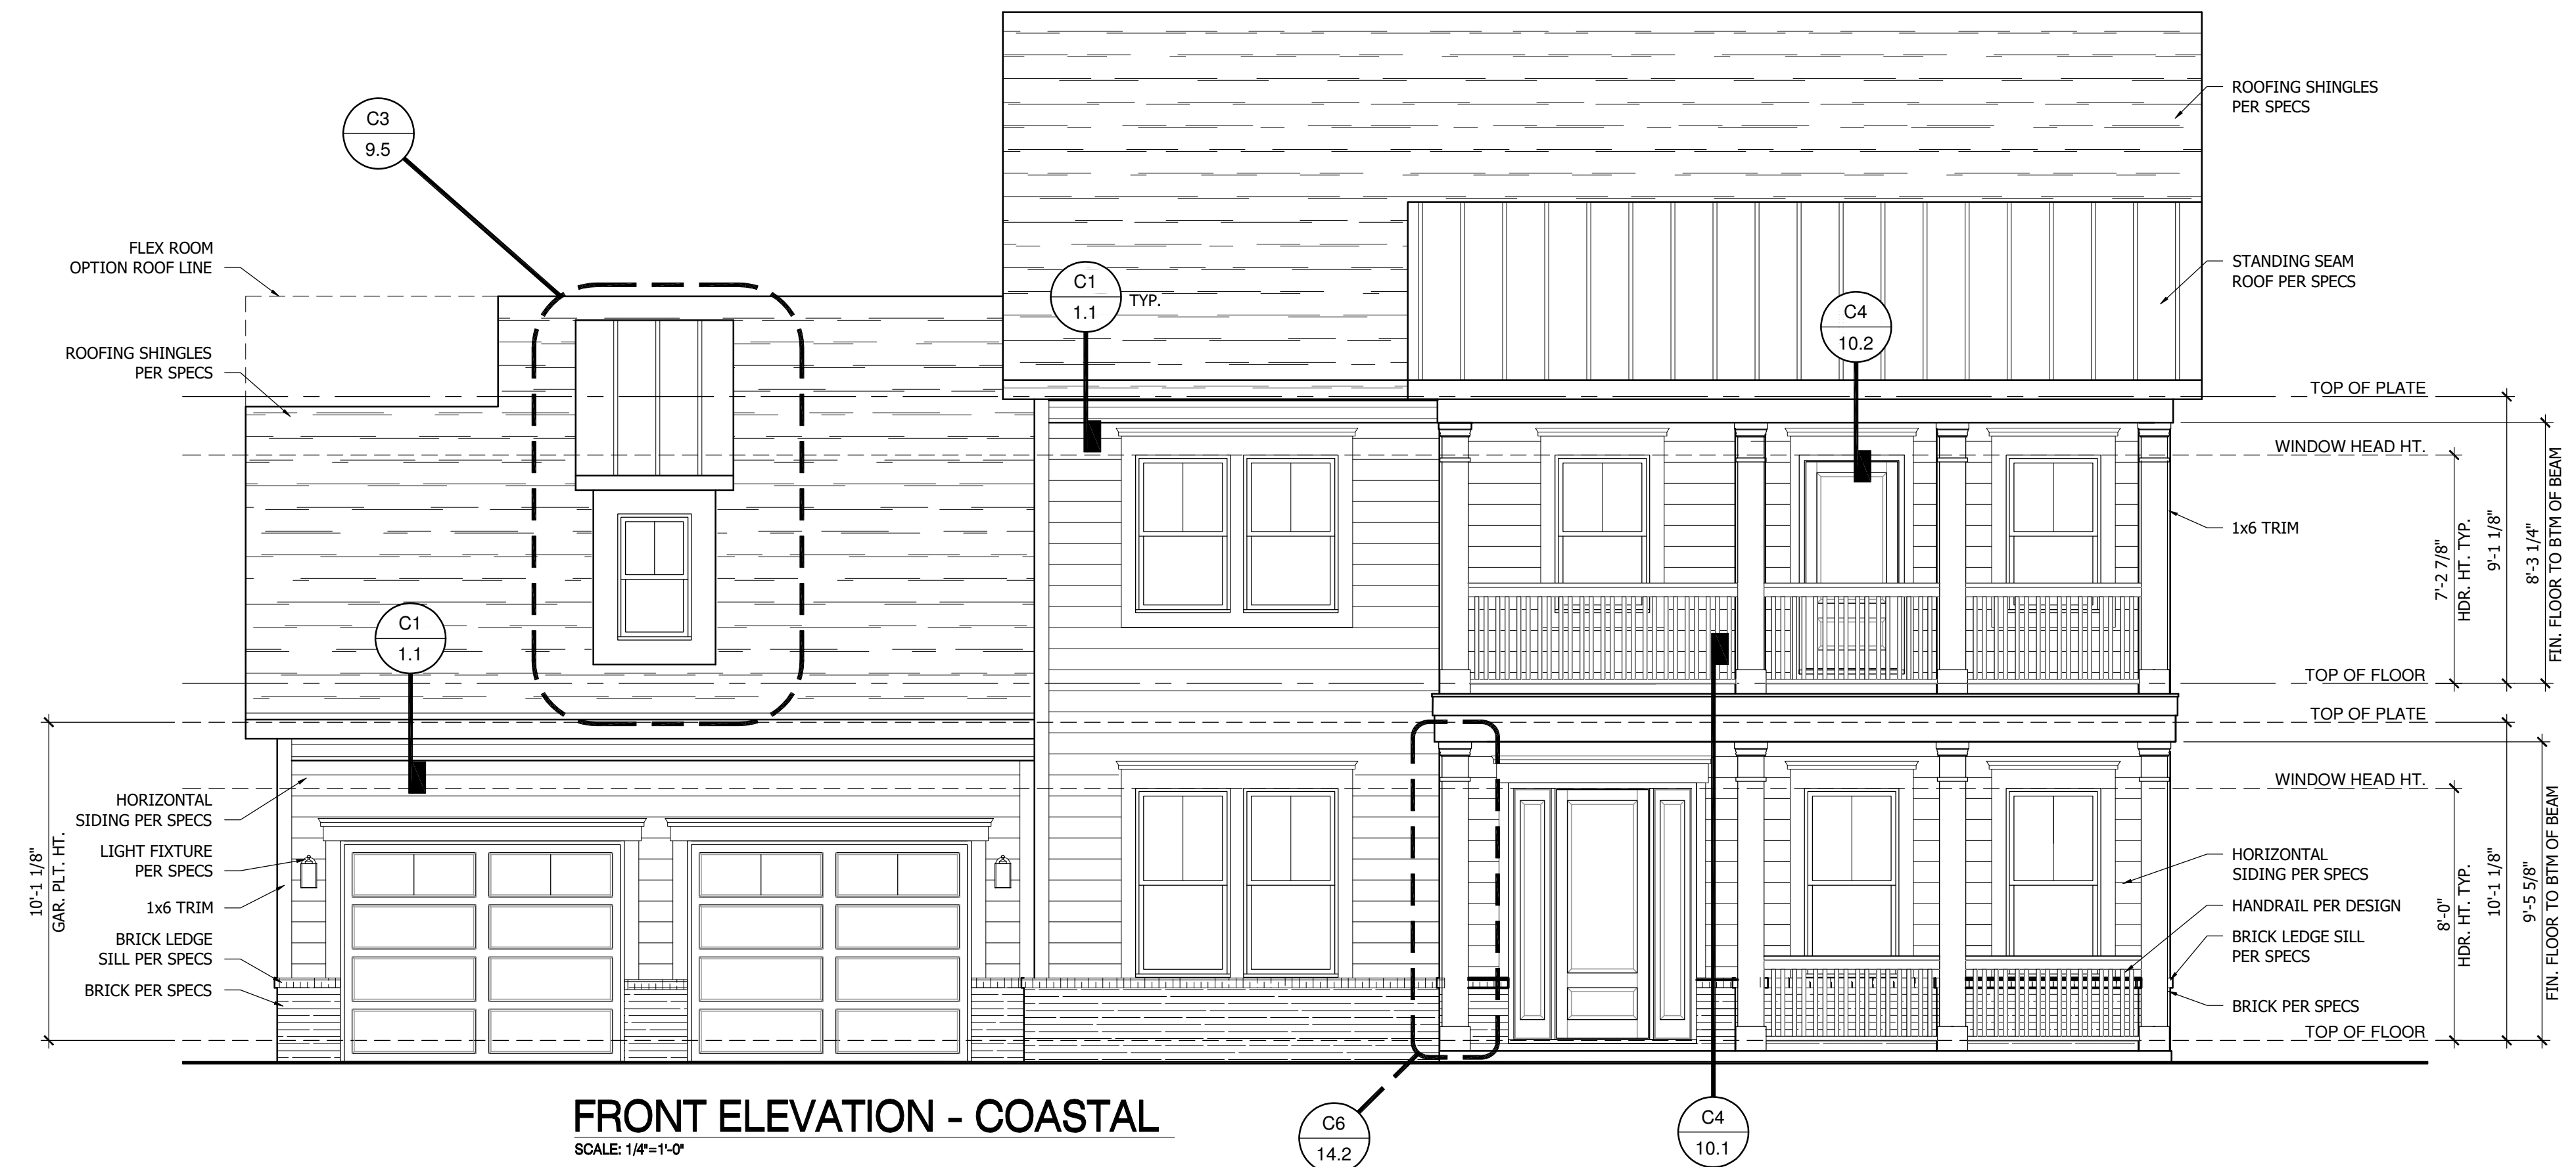 C3
9.5
FLEX ROOM
OPTION ROOF LINE
ROOFING SHINGLES
PER SPECS
C1
1.1
TYP.
C4
10.2
ROOFING SHINGLES
PER SPECS
STANDING SEAM
ROOF PER SPECS
TOP OF PLATE
WINDOW HEAD HT.
1x6 TRIM
7'-2 7/8"
HDR. HT. TYP.
9'-1 1/8"
8'-3 1/4"
FIN. FLOOR TO BTM OF BEAM
TOP OF FLOOR
C1
1.1
10'-1 1/8"
GAR. PLT. HT.
HORIZONTAL
SIDING PER SPECS
LIGHT FIXTURE
PER SPECS
1x6 TRIM
BRICK LEDGE
SILL PER SPECS
BRICK PER SPECS
TOP OF PLATE
WINDOW HEAD HT.
HORIZONTAL
SIDING PER SPECS
HANDRAIL PER DESIGN
BRICK LEDGE SILL
PER SPECS
BRICK PER SPECS
TOP OF FLOOR
8'-0"
HDR. HT. TYP.
10'-1 1/8"
9'-5 5/8"
FIN. FLOOR TO BTM OF BEAM
FRONT ELEVATION - COASTAL
SCALE: 1/4"=1'-0"
C6
14.2
C4
10.1